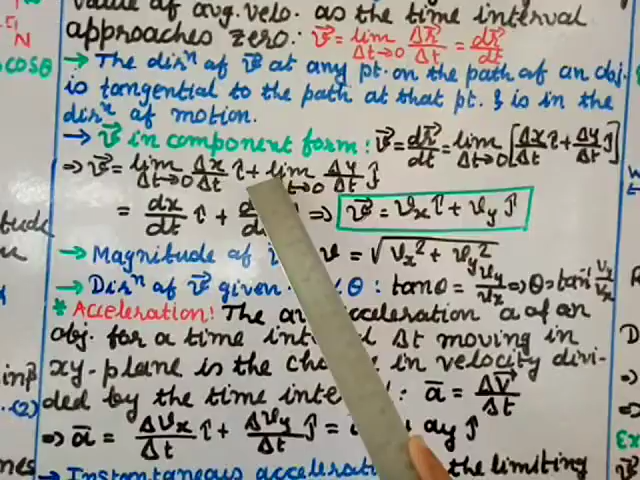 value of avg. velo. as the time interval
approaches zero: v⃗ = lim Δt→0 Δr⃗/Δt = dr⃗/dt
→ The dirⁿ of v⃗ at any pt. on the path of an obj.
is tangential to the path at that pt. & is in the
dirⁿ of motion.
→ v⃗ in component form: v⃗ = dr⃗/dt = lim Δt→0 [Δx/Δt î + Δy/Δt ĵ]
⇒ v⃗ = lim Δt→0 Δx/Δt î + lim Δt→0 Δy/Δt ĵ
= dx/dt î + ⇒ v⃗ = vx î + vy ĵ
→ Magnitude of v = √vx² + vy²
→ Dirⁿ of v⃗ given θ: tanθ = vy/vx ⇒ θ = tan⁻¹ vy/vx
* Acceleration! The acceleration a of an
obj. for a time Δt moving in
xy-plane is the in velocity divi-
ded by the time : a̅ = ΔV⃗/Δt
⇒ a̅ = Δvx/Δt î + Δvy/Δt ĵ = ay ĵ
→ Instantaneous the limiting
N
cosθ
..(2)